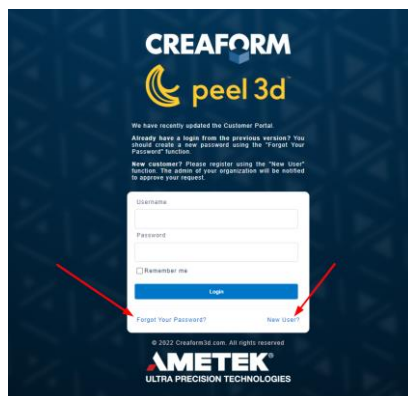 CREAFORM
peel 3d
We have recently updated the Customer Portal.
Already have a login from the previous version? You
should create a new password using the "Forgot Your
Password" function.
New customer? Please register using the "New User"
function. The admin of your organization will be notified
to approve your request.
Username
Password
Remember me
Login
Forgot Your Password? New User?
© 2022 Creaform3d.com. All rights reserved
AMETEK®
ULTRA PRECISION TECHNOLOGIES